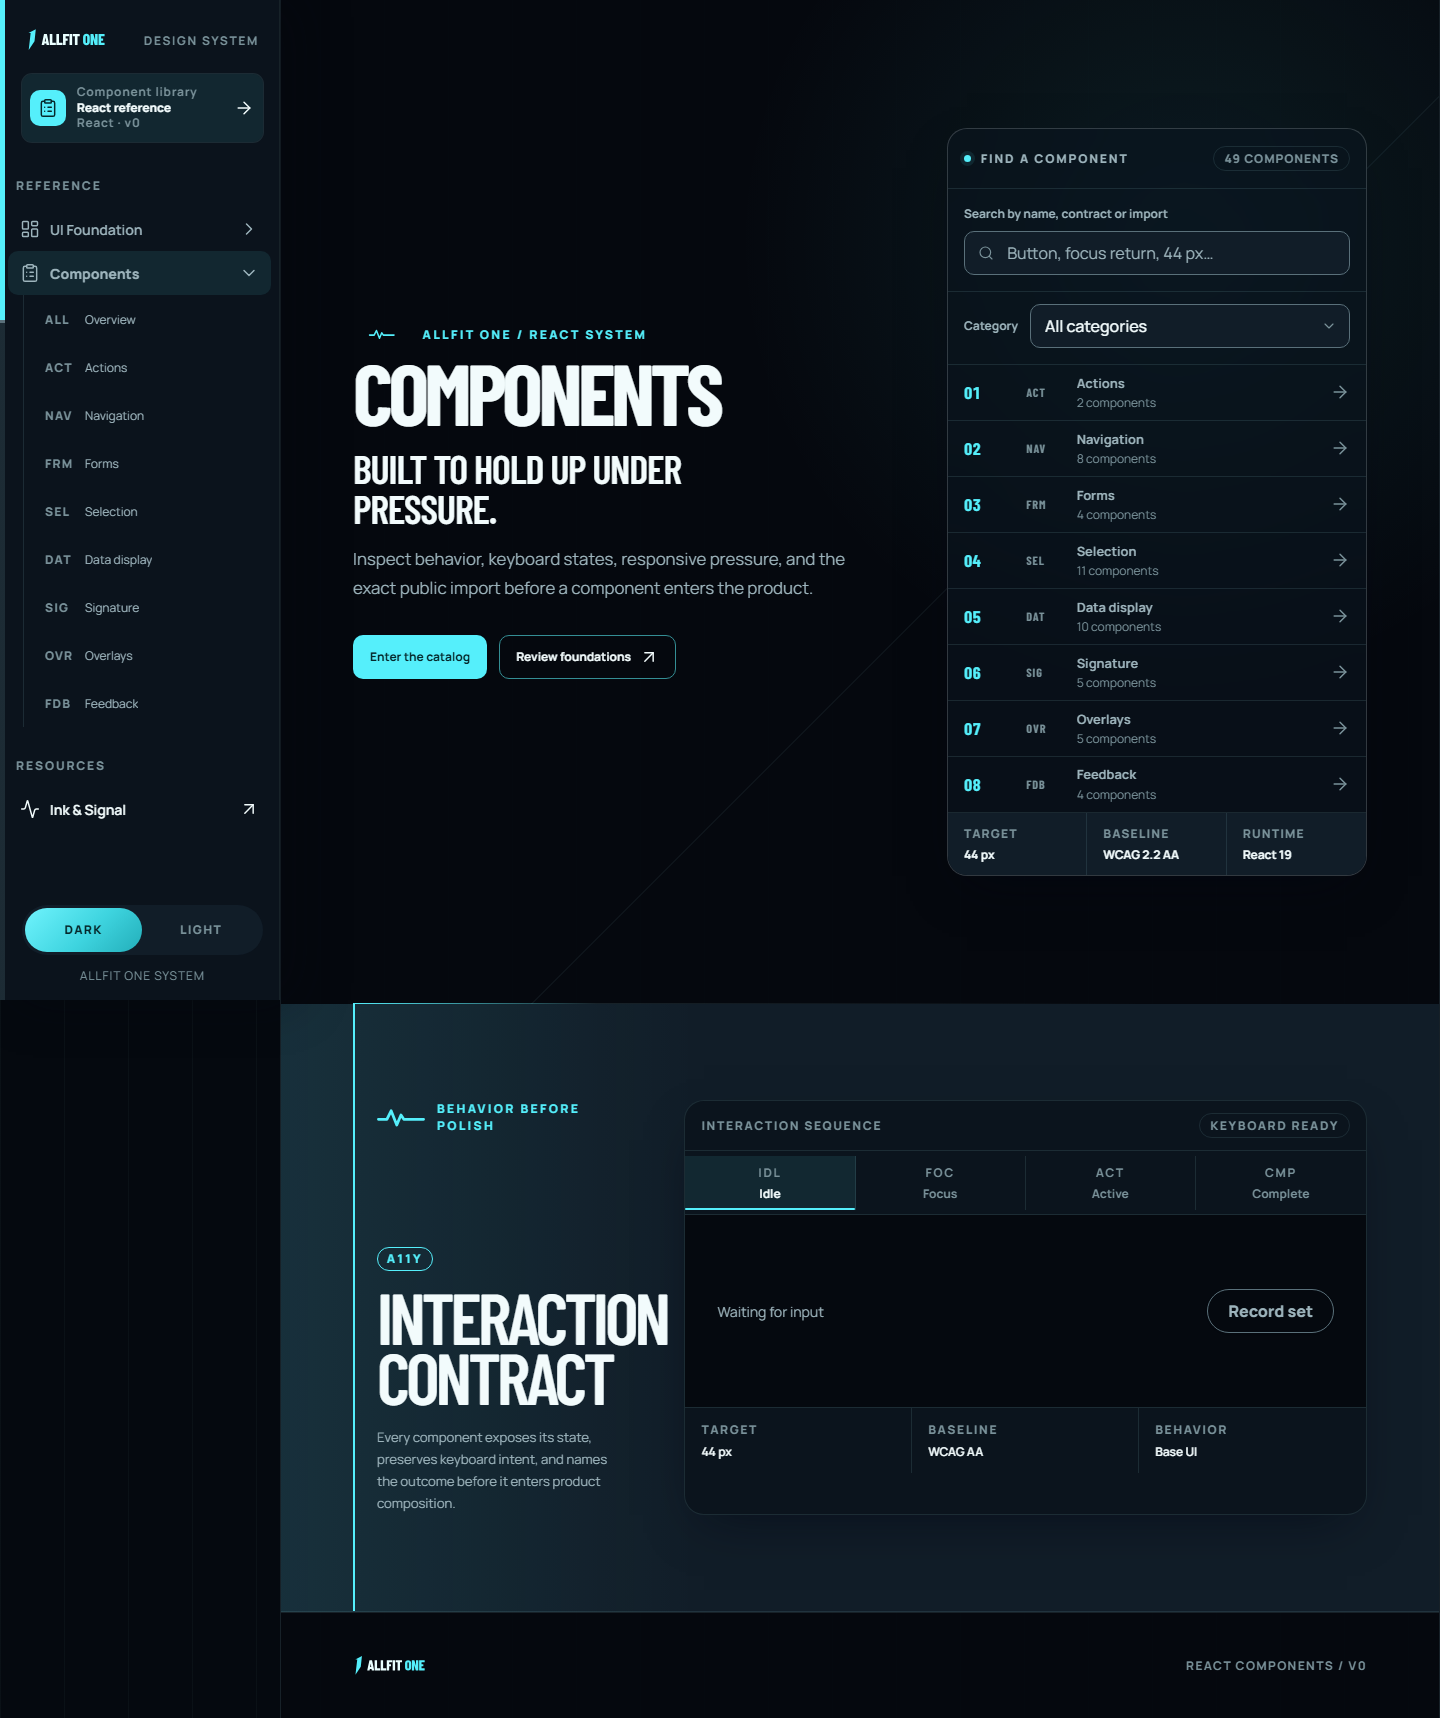 ALLFIT ONE
DESIGN SYSTEM
Component library
React reference
React · v0
REFERENCE
UI Foundation
Components
ALL Overview
ACT Actions
NAV Navigation
FRM Forms
SEL Selection
DAT Data display
SIG Signature
OVR Overlays
FDB Feedback
RESOURCES
Ink & Signal
DARK LIGHT
ALLFIT ONE SYSTEM
ALLFIT ONE / REACT SYSTEM
COMPONENTS
BUILT TO HOLD UP UNDER
PRESSURE.
Inspect behavior, keyboard states, responsive pressure, and the
exact public import before a component enters the product.
Enter the catalog
Review foundations
FIND A COMPONENT
49 COMPONENTS
Search by name, contract or import
Button, focus return, 44 px...
Category
All categories
01 ACT Actions
2 components
02 NAV Navigation
8 components
03 FRM Forms
4 components
04 SEL Selection
11 components
05 DAT Data display
10 components
06 SIG Signature
5 components
07 OVR Overlays
5 components
08 FDB Feedback
4 components
TARGET
44 px
BASELINE
WCAG 2.2 AA
RUNTIME
React 19
BEHAVIOR BEFORE
POLISH
A11Y
INTERACTION
CONTRACT
Every component exposes its state,
preserves keyboard intent, and names
the outcome before it enters product
composition.
INTERACTION SEQUENCE
KEYBOARD READY
IDL
Idle
FOC
Focus
ACT
Active
CMP
Complete
Waiting for input
Record set
TARGET
44 px
BASELINE
WCAG AA
BEHAVIOR
Base UI
ALLFIT ONE
REACT COMPONENTS / V0